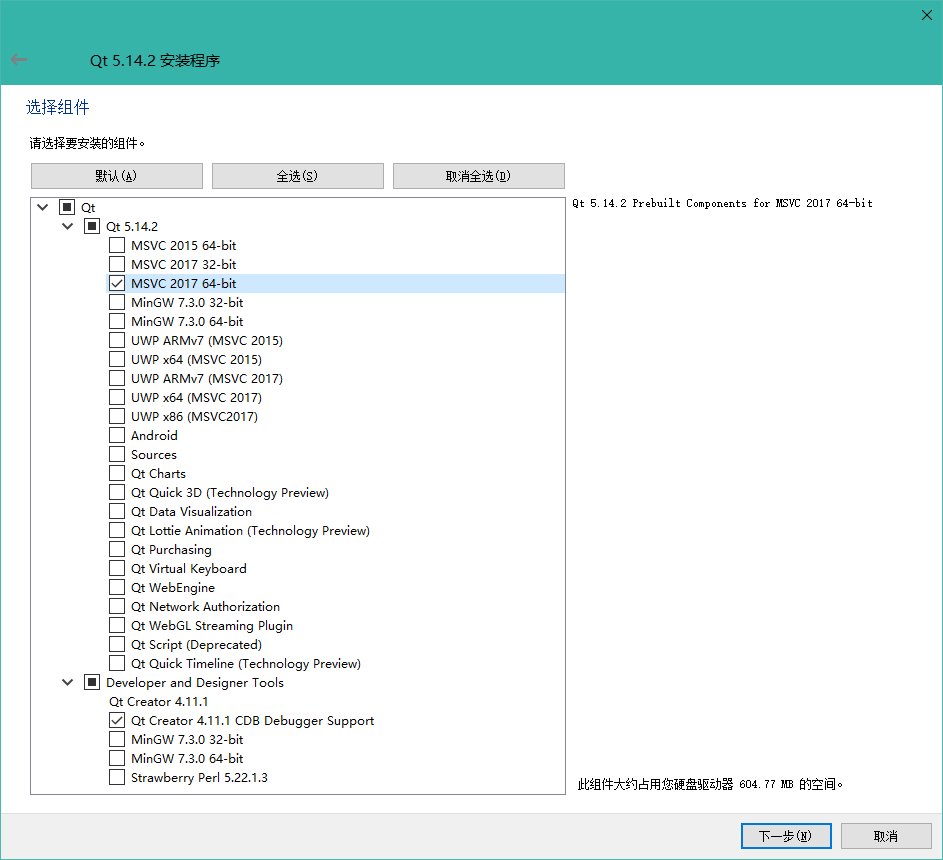 Qt 5.14.2 安装程序
选择组件
请选择要安装的组件。
默认(A)
全选(S)
取消全选(D)
Qt
Qt 5.14.2
MSVC 2015 64-bit
MSVC 2017 32-bit
MSVC 2017 64-bit
MinGW 7.3.0 32-bit
MinGW 7.3.0 64-bit
UWP ARMv7 (MSVC 2015)
UWP x64 (MSVC 2015)
UWP ARMv7 (MSVC 2017)
UWP x64 (MSVC 2017)
UWP x86 (MSVC2017)
Android
Sources
Qt Charts
Qt Quick 3D (Technology Preview)
Qt Data Visualization
Qt Lottie Animation (Technology Preview)
Qt Purchasing
Qt Virtual Keyboard
Qt WebEngine
Qt Network Authorization
Qt WebGL Streaming Plugin
Qt Script (Deprecated)
Qt Quick Timeline (Technology Preview)
Developer and Designer Tools
Qt Creator 4.11.1
Qt Creator 4.11.1 CDB Debugger Support
MinGW 7.3.0 32-bit
MinGW 7.3.0 64-bit
Strawberry Perl 5.22.1.3
Qt 5.14.2 Prebuilt Components for MSVC 2017 64-bit
此组件大约占用您硬盘驱动器 604.77 MB 的空间。
下一步(N)
取消